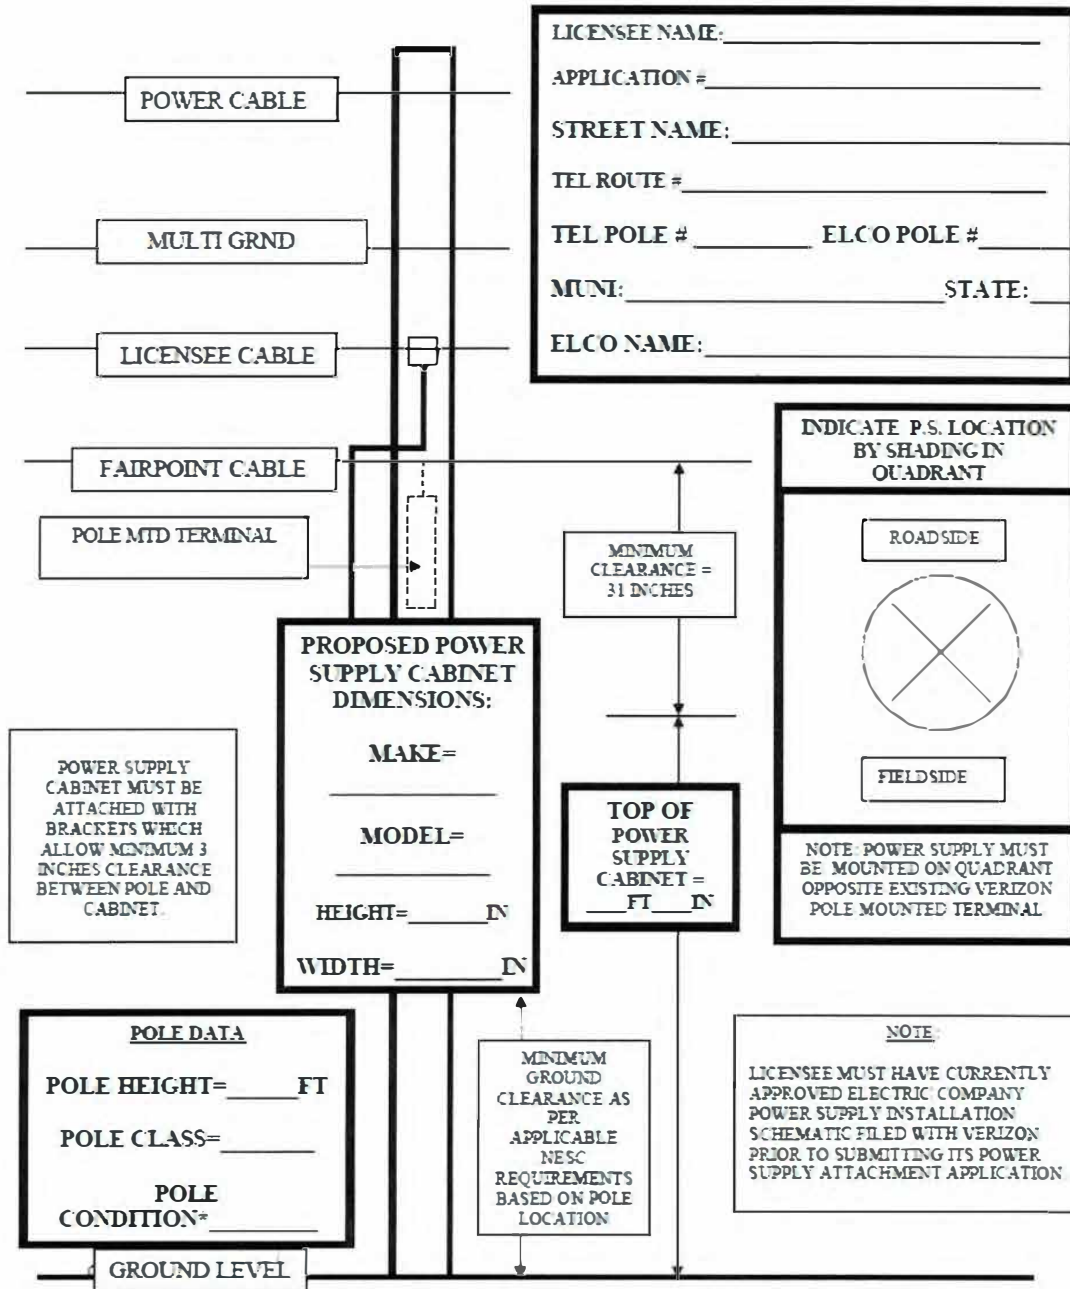 LICENSEE NAME:
APPLICATION #
STREET NAME:
TEL ROUTE #
TEL POLE # ELCO POLE #
MUNI: STATE:
ELCO NAME:
POWER CABLE
MULTI GRND
LICENSEE CABLE
FAIRPOINT CABLE
POLE MTD TERMINAL
INDICATE P.S. LOCATION
BY SHADING IN
QUADRANT
ROADSIDE
FIELDSIDE
NOTE: POWER SUPPLY MUST
BE MOUNTED ON QUADRANT
OPPOSITE EXISTING VERIZON
POLE MOUNTED TERMINAL
MINIMUM
CLEARANCE =
31 INCHES
PROPOSED POWER
SUPPLY CABINET
DIMENSIONS:
MAKE=
MODEL=
HEIGHT= IN
WIDTH= IN
POWER SUPPLY
CABINET MUST BE
ATTACHED WITH
BRACKETS WHICH
ALLOW MINIMUM 3
INCHES CLEARANCE
BETWEEN POLE AND
CABINET.
TOP OF
POWER
SUPPLY
CABINET =
FT IN
POLE DATA
POLE HEIGHT= FT
POLE CLASS=
POLE
CONDITION*
MINIMUM
GROUND
CLEARANCE AS
PER
APPLICABLE
NESC
REQUIREMENTS
BASED ON POLE
LOCATION
NOTE:
LICENSEE MUST HAVE CURRENTLY
APPROVED ELECTRIC COMPANY
POWER SUPPLY INSTALLATION
SCHEMATIC FILED WITH VERIZON
PRIOR TO SUBMITTING ITS POWER
SUPPLY ATTACHMENT APPLICATION
GROUND LEVEL